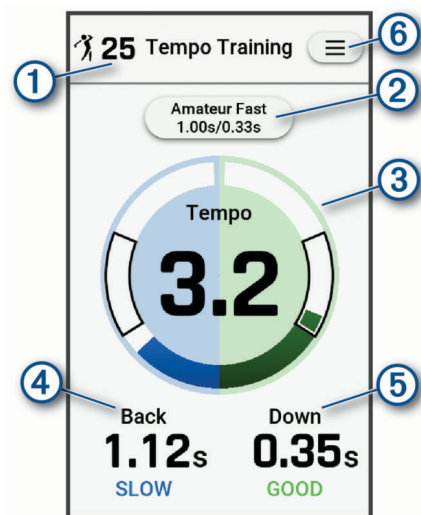 25 Tempo Training
6
1
2
Amateur Fast
1.00s/0.33s
3
Tempo
3.2
4
5
Back
Down
1.12s
0.35s
SLOW
GOOD